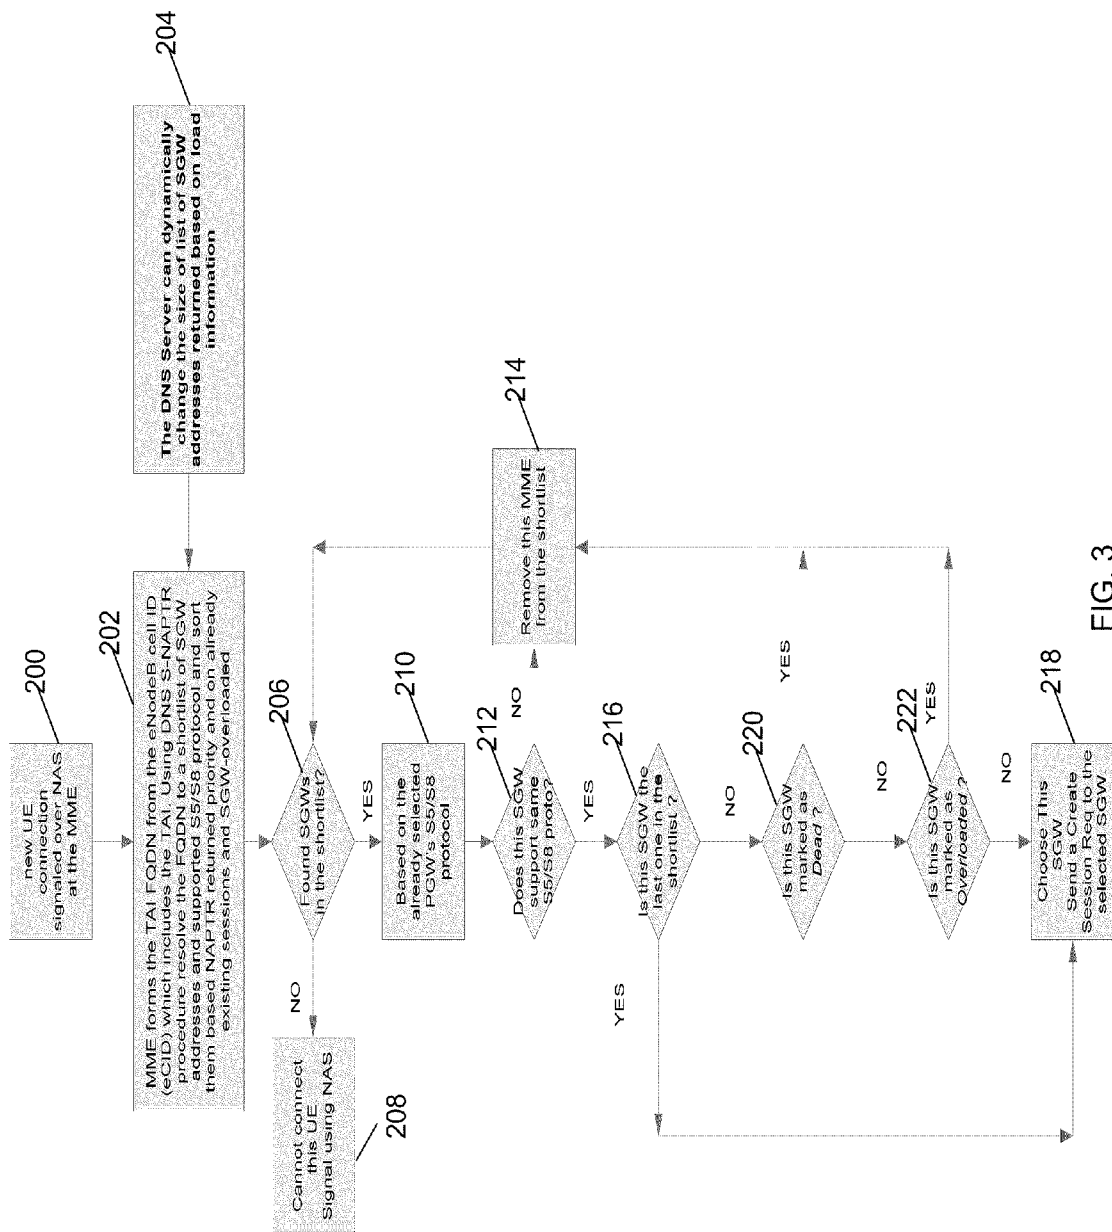 200
new UE
connection
signaled over NAS
at the MME
202
MME forms the TAI FQDN from the eNodeB cell ID
(eCID) which includes the TAI. Using DNS S-NAPTR
procedure resolve the FQDN to a shortlist of SGW
addresses and supported S5/S8 protocol and sort
them based NAPTR returned priority and on already
existing sessions and SGW-overloaded
204
The DNS Server can dynamically
change the size of list of SGW
addresses returned based on load
information
206
Found SGWs
in the shortlist?
NO
YES
Cannot connect
this UE
Signal using NAS
208
210
Based on the
already selected
PGW's S5/S8
protocol
212
Does this SGW
support same
S5/S8 proto?
NO
YES
214
Remove this MME
from the shortlist
216
Is this SGW the
last one in the
shortlist ?
YES
NO
220
Is this SGW
marked as
Dead ?
YES
NO
222
Is this SGW
marked as
Overloaded ?
YES
NO
218
Choose This
SGW
Send a Create
Session Req to the
selected SGW
FIG. 3